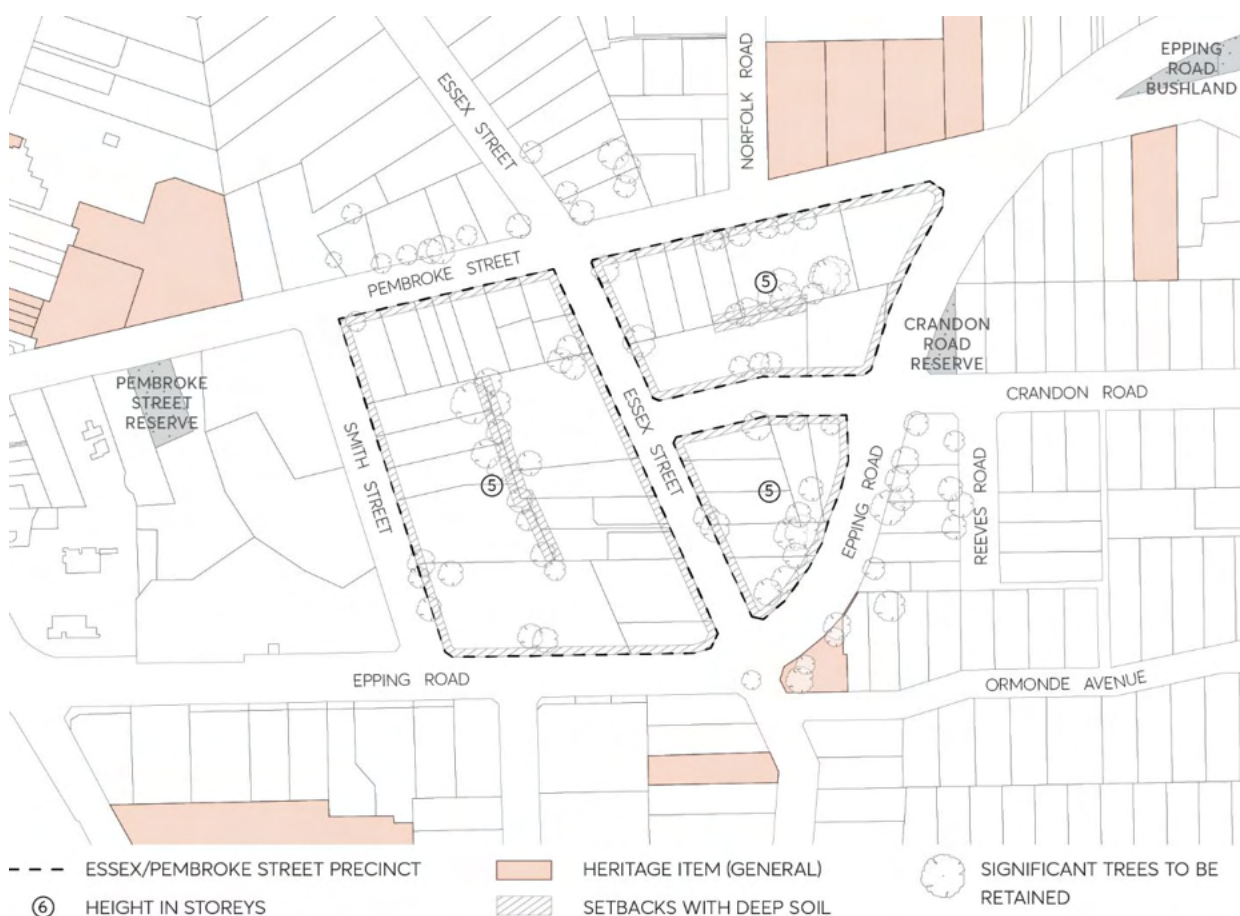 EPPING
ROAD
BUSHLAND
ESSEX STREET
NORFOLK ROAD
PEMBROKE STREET
5
CRANDON
ROAD
RESERVE
PEMBROKE
STREET
RESERVE
CRANDON ROAD
SMITH STREET
5
ESSEX STREET
5
EPPING ROAD
REEVES ROAD
EPPING ROAD
ORMONDE AVENUE
ESSEX/PEMBROKE STREET PRECINCT
HERITAGE ITEM (GENERAL)
SIGNIFICANT TREES TO BE
RETAINED
6 HEIGHT IN STOREYS
SETBACKS WITH DEEP SOIL